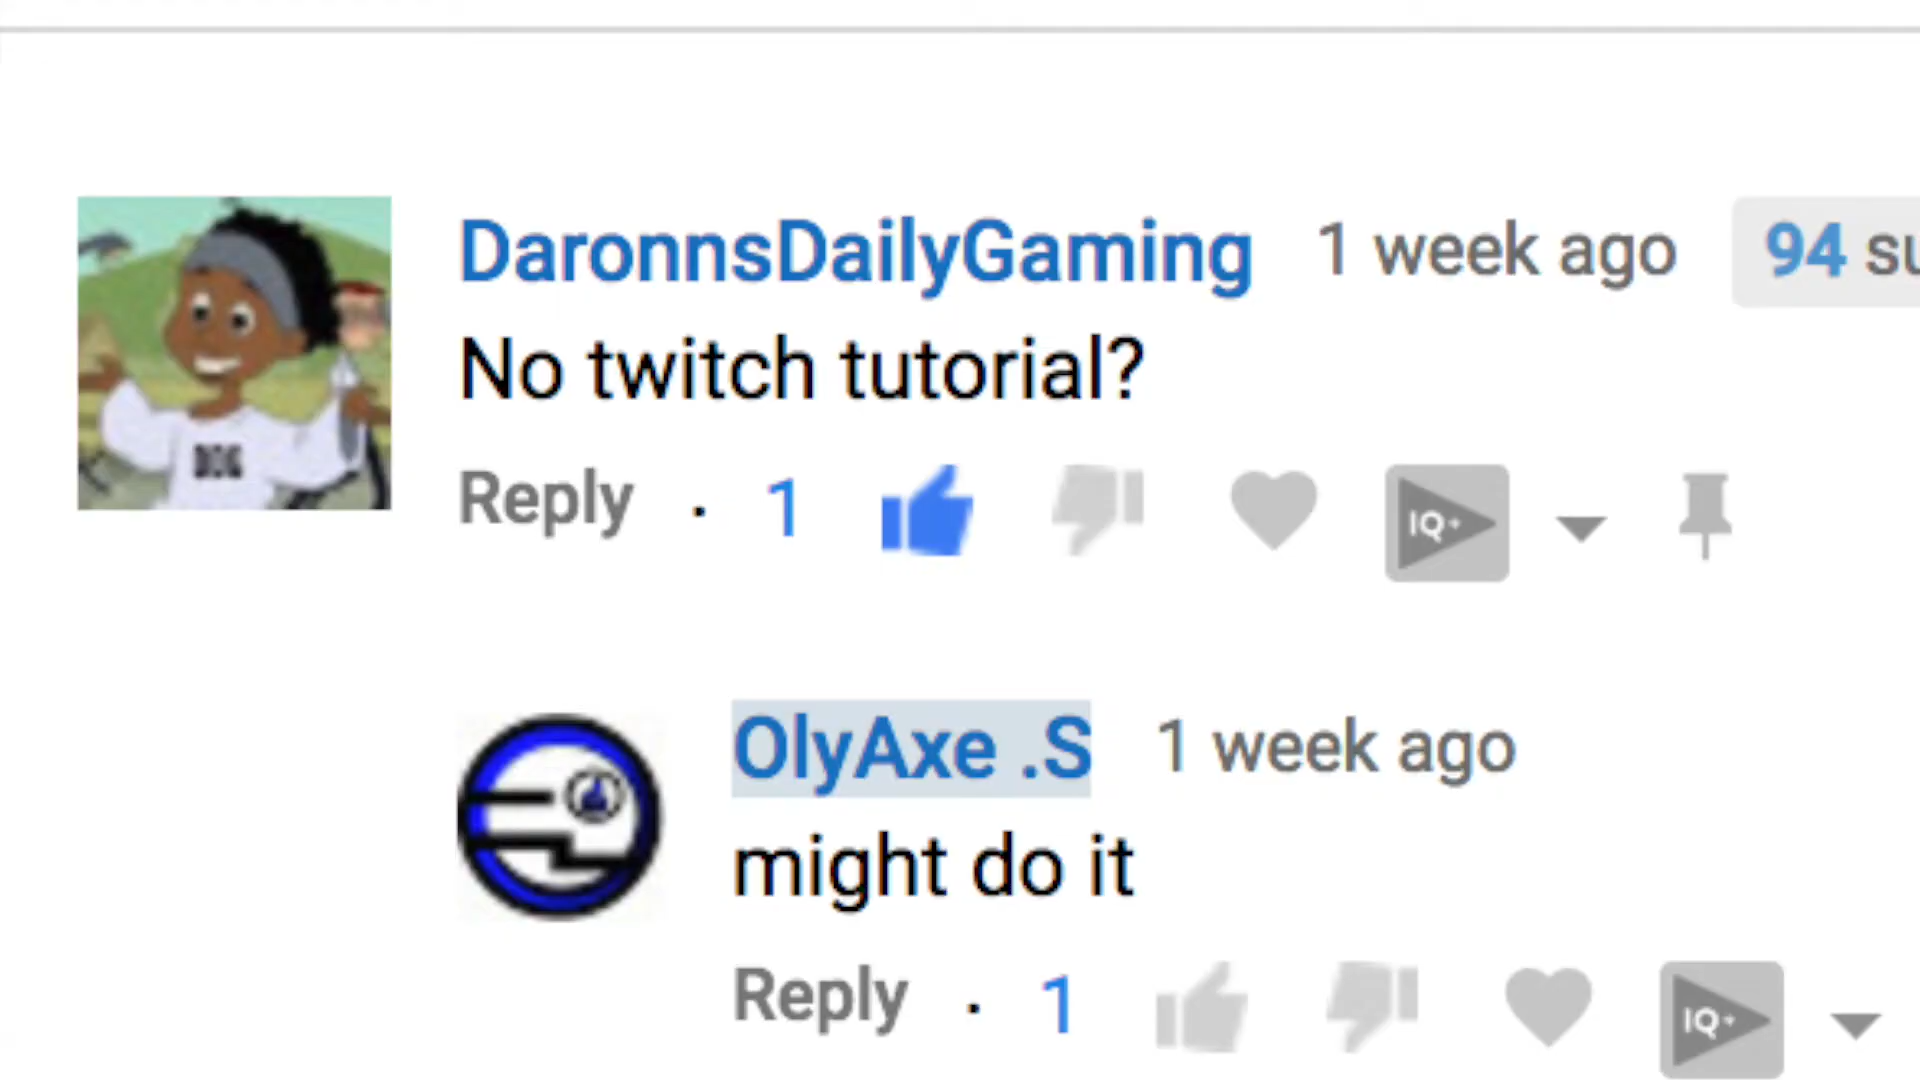 DaronnsDailyGaming 1 week ago 94 su
No twitch tutorial?
Reply · 1 IQ+
OlyAxe .S 1 week ago
might do it
Reply · 1 IQ+